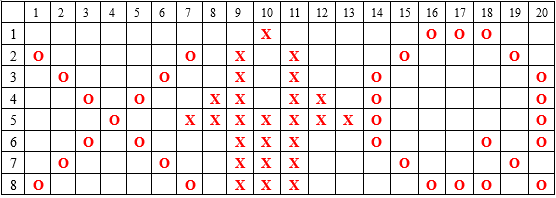 1 2 3 4 5 6 7 8 9 10 11 12 13 14 15 16 17 18 19 20
1 X O O O
2 O O X X O O
3 O O X X O O
4 O O X X X X O O
5 O X X X X X X X O O
6 O O X X X O O O
7 O O X X X O O
8 O O X X X O O O O